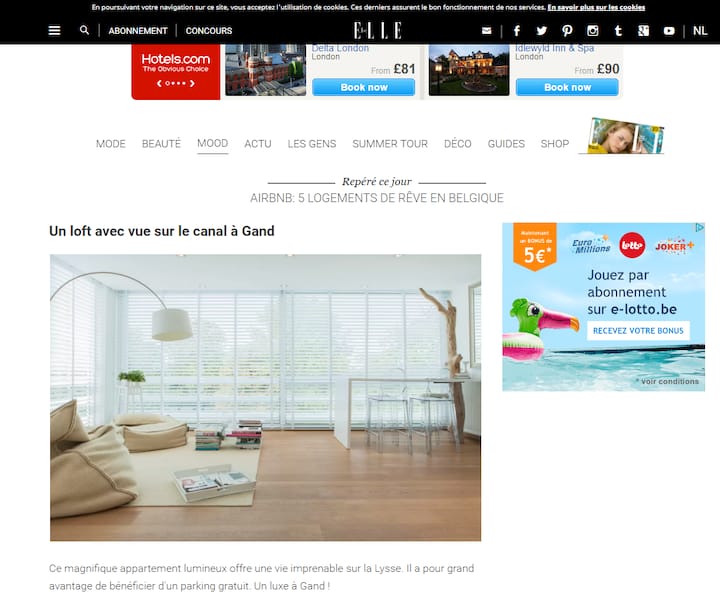 En poursuivant votre navigation sur ce site, vous acceptez l'utilisation de cookies. Ces derniers assurent le bon fonctionnement de nos services. En savoir plus sur les cookies
ABONNEMENT
CONCOURS
ELLE
NL
Hotels.com
The Obvious Choice
Delta London
London
From £81
Book now
Idlewyld Inn & Spa
London
From £90
Book now
MODE BEAUTÉ MOOD ACTU LES GENS SUMMER TOUR DÉCO GUIDES SHOP
Repéré ce jour
AIRBNB: 5 LOGEMENTS DE RÊVE EN BELGIQUE
Un loft avec vue sur le canal à Gand
Maintenant
un BONUS de
5€*
Euro Millions
Lotto
JOKER+
Jouez par
abonnement
sur e-lotto.be
RECEVEZ VOTRE BONUS
* voir conditions
Ce magnifique appartement lumineux offre une vie imprenable sur la Lysse. Il a pour grand
avantage de bénéficier d'un parking gratuit. Un luxe à Gand !